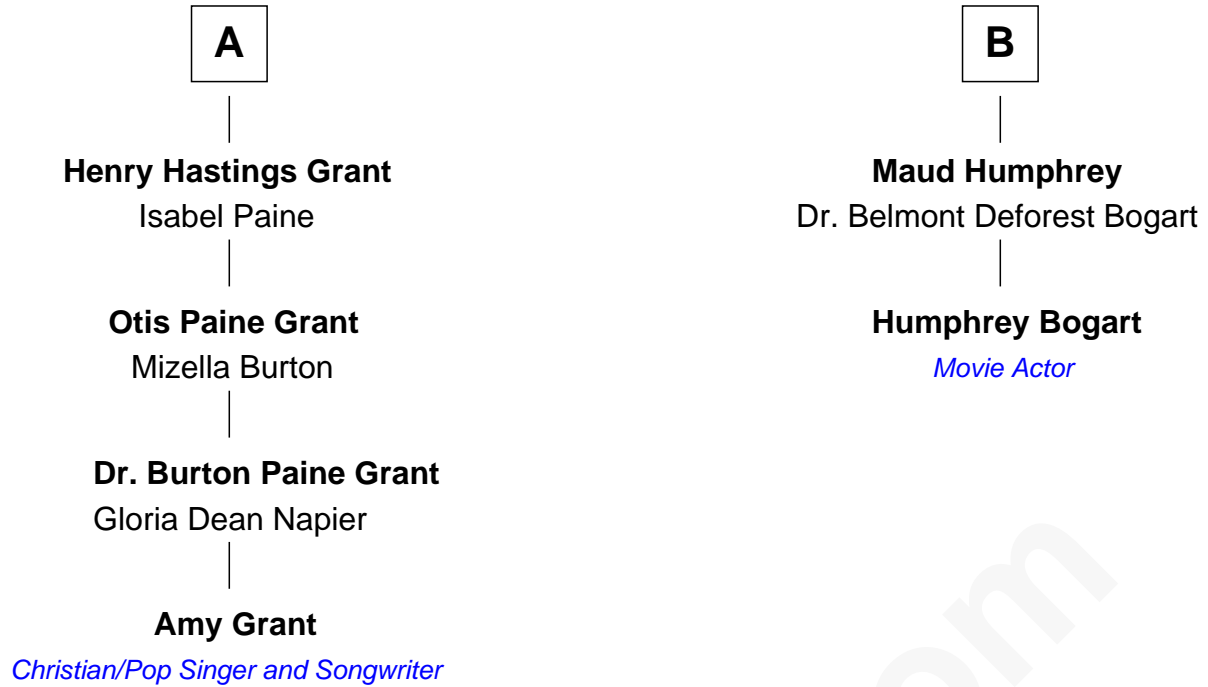 A
Henry Hastings Grant
Isabel Paine
Otis Paine Grant
Mizella Burton
Dr. Burton Paine Grant
Gloria Dean Napier
Amy Grant
Christian/Pop Singer and Songwriter
B
Maud Humphrey
Dr. Belmont Deforest Bogart
Humphrey Bogart
Movie Actor
om